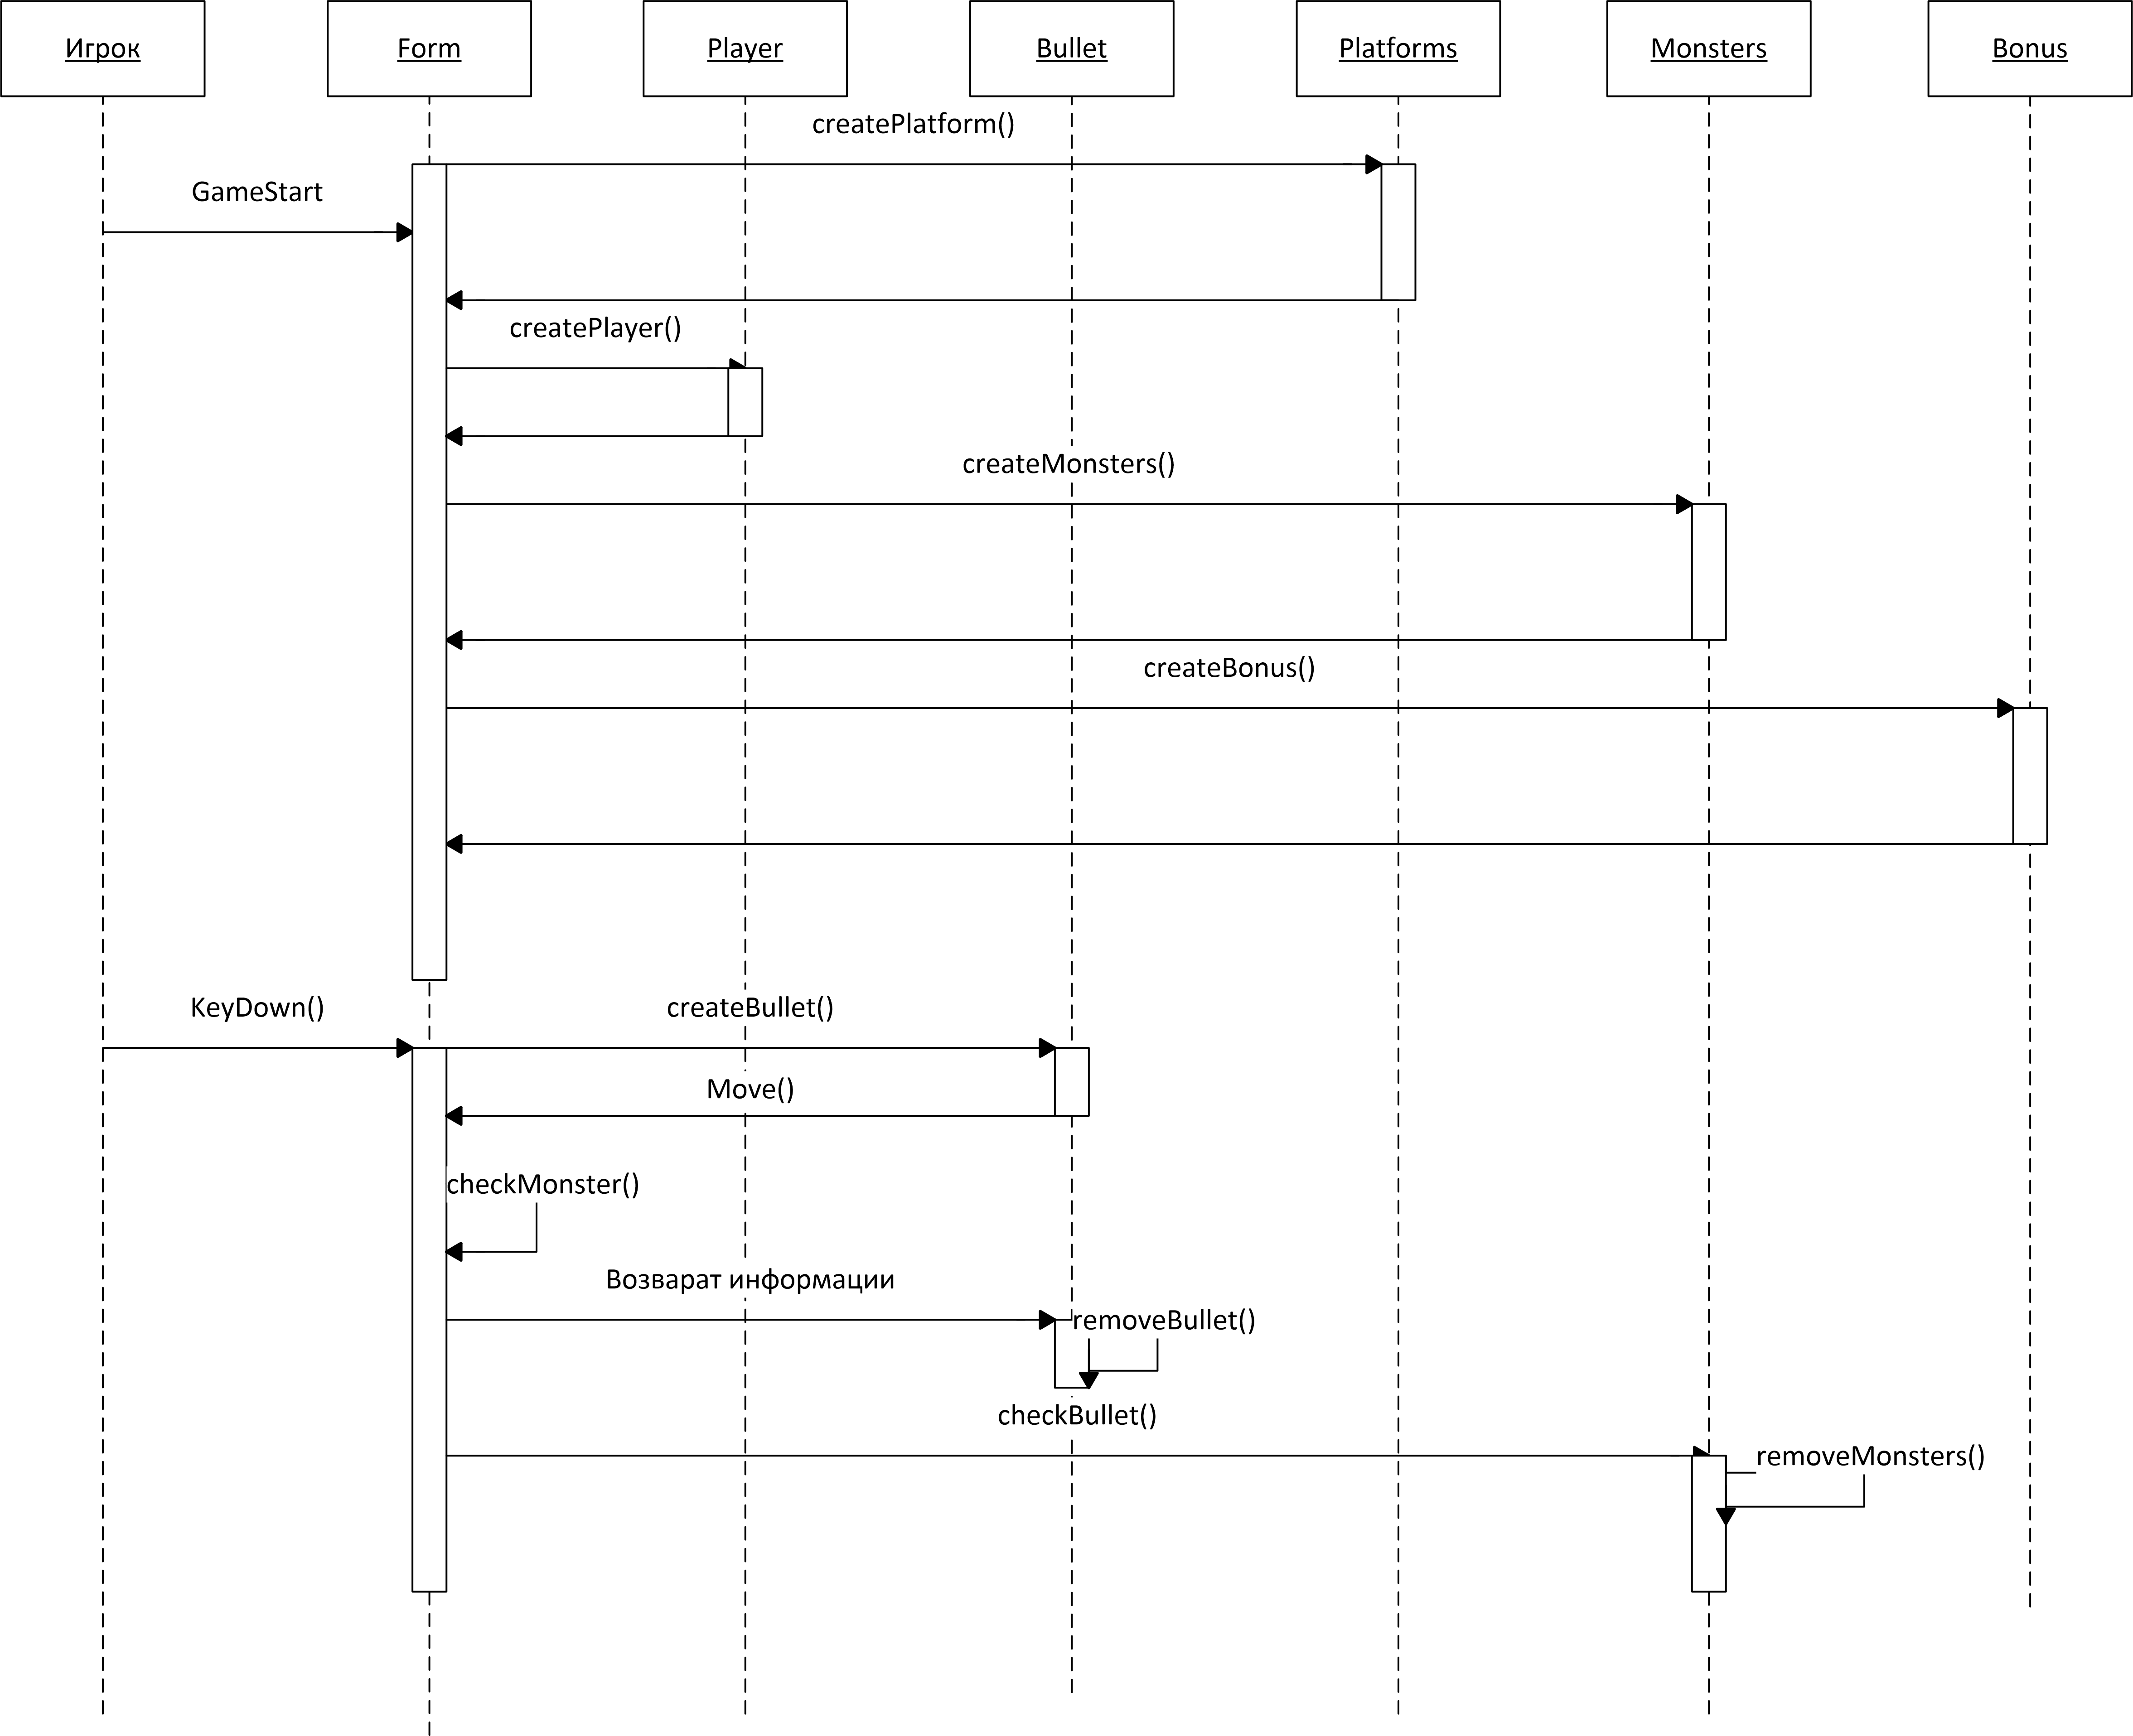 Игрок
Form
Player
Bullet
Platforms
Monsters
Bonus
createPlatform()
GameStart
createPlayer()
createMonsters()
createBonus()
KeyDown()
createBullet()
Move()
checkMonster()
Возварат информации
removeBullet()
checkBullet()
removeMonsters()